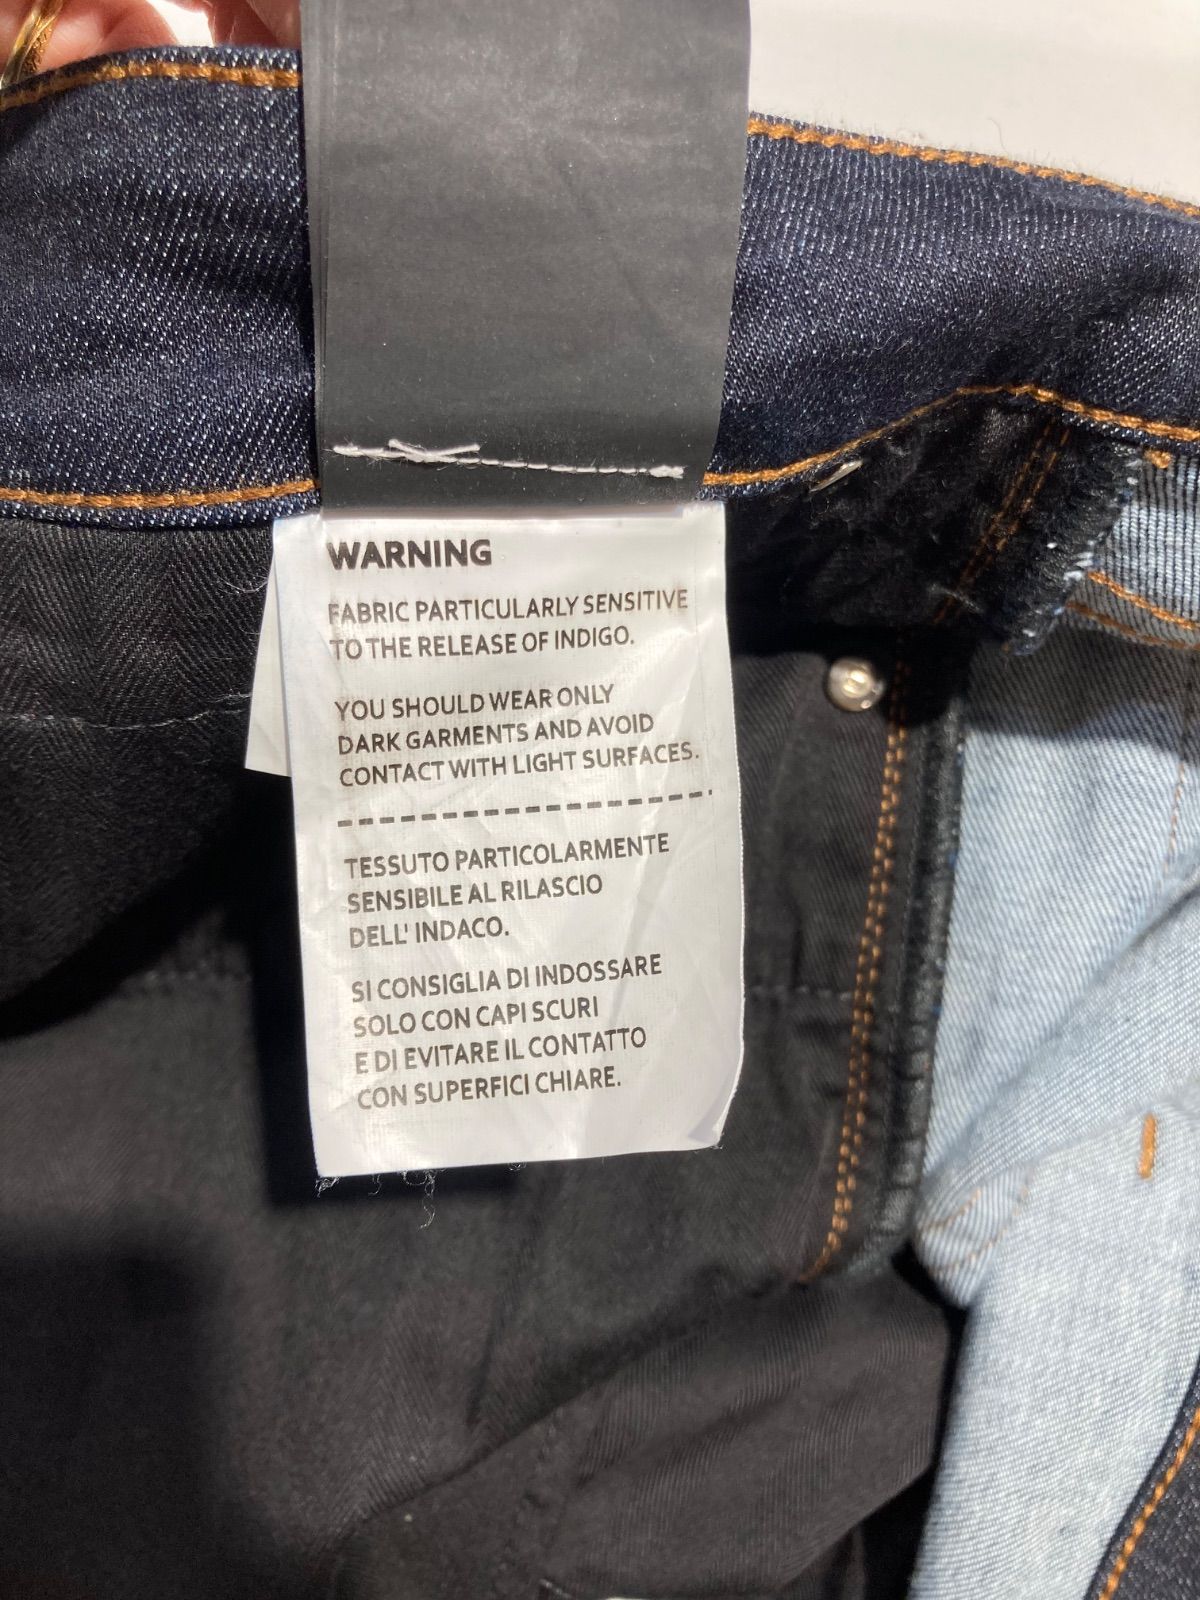 WARNING
FABRIC PARTICULARLY SENSITIVE
TO THE RELEASE OF INDIGO.
YOU SHOULD WEAR ONLY
DARK GARMENTS AND AVOID
CONTACT WITH LIGHT SURFACES.
TESSUTO PARTICOLARMENTE
SENSIBILE AL RILASCIO
DELL' INDACO.
SI CONSIGLIA DI INDOSSARE
SOLO CON CAPI SCURI
E DI EVITARE IL CONTATTO
CON SUPERFICI CHIARE.